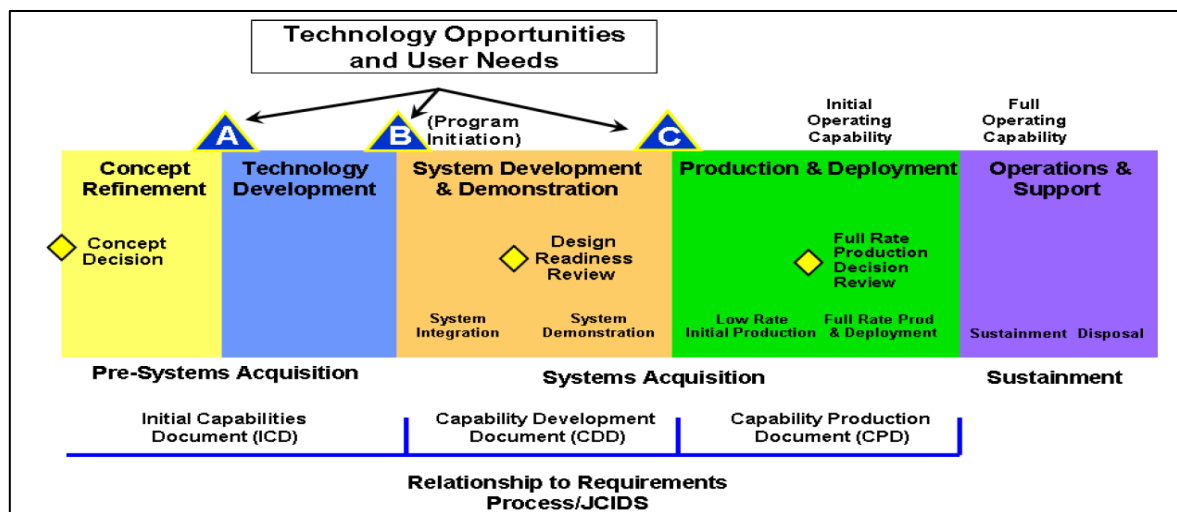 Technology Opportunities
and User Needs
A
B
(Program
Initiation)
C
Initial
Operating
Capability
Full
Operating
Capability
Concept
Refinement
Technology
Development
System Development
& Demonstration
Production & Deployment
Operations &
Support
Concept
Decision
Design
Readiness
Review
Full Rate
Production
Decision
Review
System
Integration
System
Demonstration
Low Rate
Initial Production
Full Rate Prod
& Deployment
Sustainment Disposal
Pre-Systems Acquisition
Systems Acquisition
Sustainment
Initial Capabilities
Document (ICD)
Capability Development
Document (CDD)
Capability Production
Document (CPD)
Relationship to Requirements
Process/JCIDS